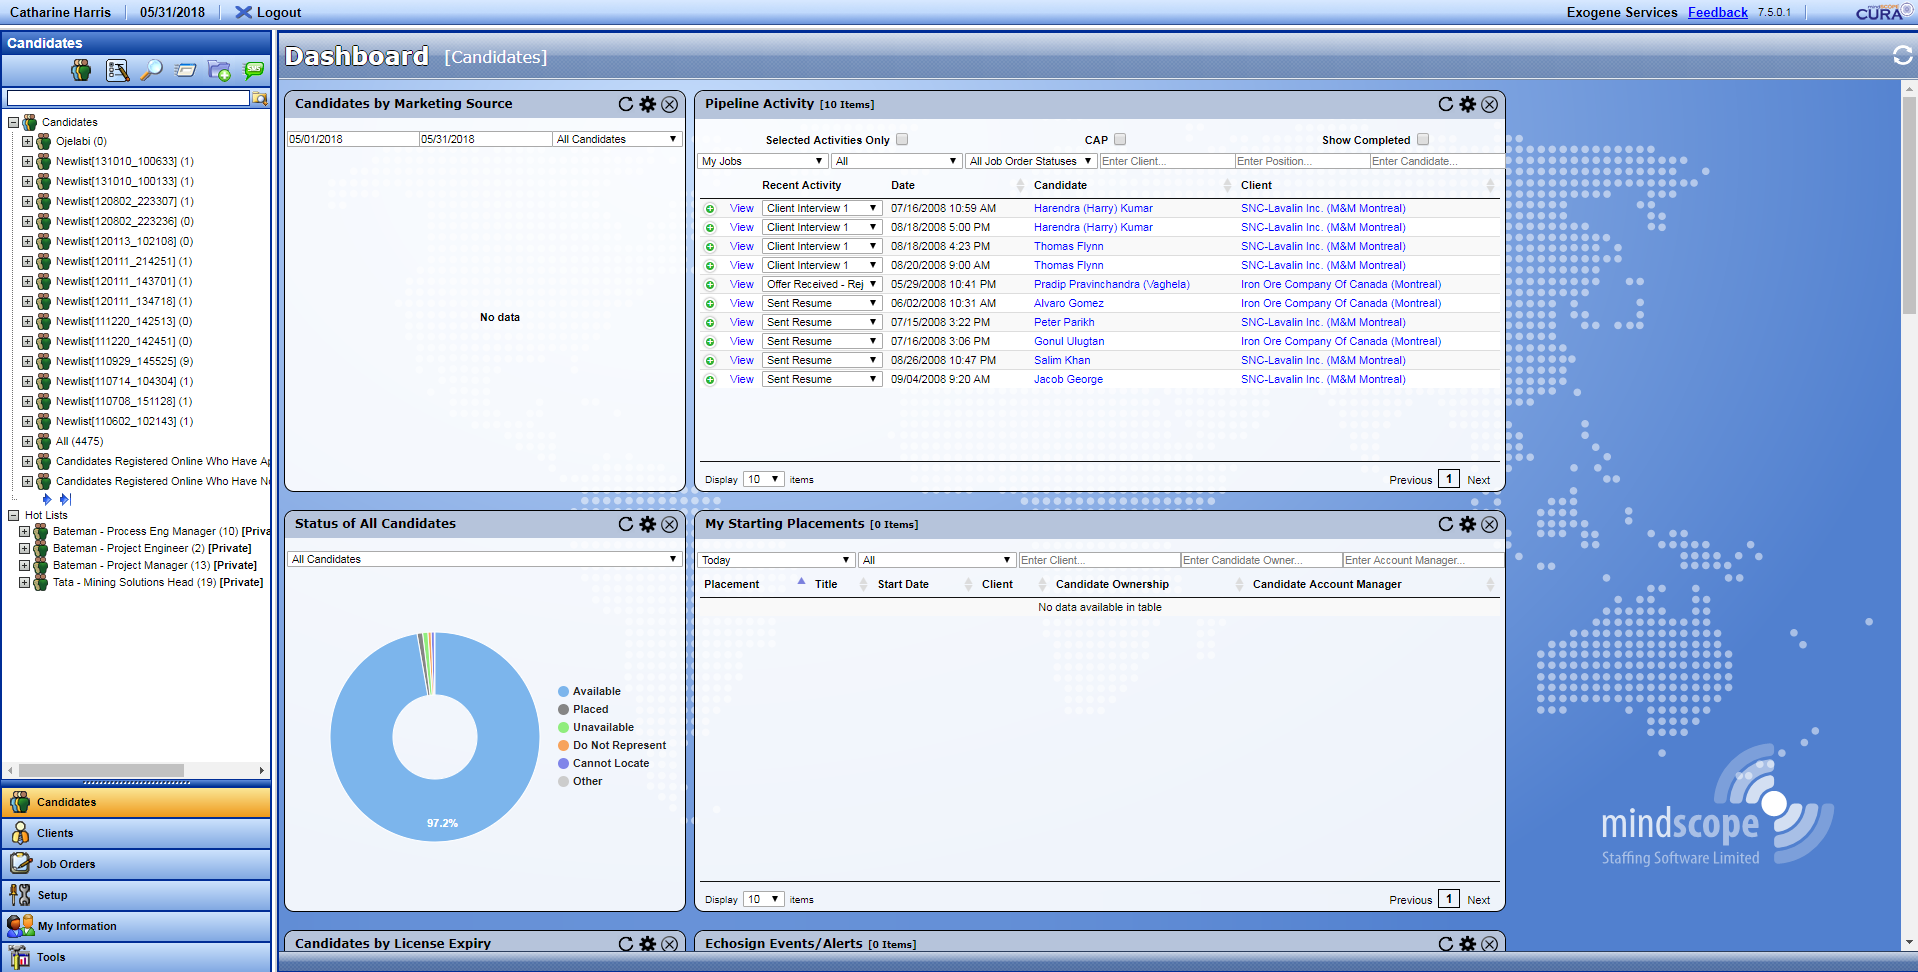 Catharine Harris 05/31/2018 Logout
Exogene Services Feedback 7.5.0.1 mindSCOPE CURA
Candidates
SMS
Candidates
Ojelabi (0)
Newlist[131010_100633] (1)
Newlist[131010_100133] (1)
Newlist[120802_223307] (1)
Newlist[120802_223236] (0)
Newlist[120113_102108] (0)
Newlist[120111_214251] (1)
Newlist[120111_143701] (1)
Newlist[120111_134718] (1)
Newlist[111220_142513] (0)
Newlist[111220_142451] (0)
Newlist[110929_145525] (9)
Newlist[110714_104304] (1)
Newlist[110708_151128] (1)
Newlist[110602_102143] (1)
All (4475)
Candidates Registered Online Who Have Ap
Candidates Registered Online Who Have No
Hot Lists
Bateman - Process Eng Manager (10) [Priva
Bateman - Project Engineer (2) [Private]
Bateman - Project Manager (13) [Private]
Tata - Mining Solutions Head (19) [Private]
Candidates
Clients
Job Orders
Setup
My Information
Tools
Dashboard [Candidates]
Candidates by Marketing Source
05/01/2018 05/31/2018 All Candidates
No data
Pipeline Activity [10 Items]
Selected Activities Only CAP Show Completed
My Jobs All All Job Order Statuses Enter Client... Enter Position... Enter Candidate...
Recent Activity Date Candidate Client
View Client Interview 1 07/16/2008 10:59 AM Harendra (Harry) Kumar SNC-Lavalin Inc. (M&M Montreal)
View Client Interview 1 08/18/2008 5:00 PM Harendra (Harry) Kumar SNC-Lavalin Inc. (M&M Montreal)
View Client Interview 1 08/18/2008 4:23 PM Thomas Flynn SNC-Lavalin Inc. (M&M Montreal)
View Client Interview 1 08/20/2008 9:00 AM Thomas Flynn SNC-Lavalin Inc. (M&M Montreal)
View Offer Received - Rej 05/29/2008 10:41 PM Pradip Pravinchandra (Vaghela) Iron Ore Company Of Canada (Montreal)
View Sent Resume 06/02/2008 10:31 AM Alvaro Gomez SNC-Lavalin Inc. (M&M Montreal)
View Sent Resume 07/15/2008 3:22 PM Peter Parikh SNC-Lavalin Inc. (M&M Montreal)
View Sent Resume 07/16/2008 3:06 PM Gonul Ulugtan Iron Ore Company Of Canada (Montreal)
View Sent Resume 08/26/2008 10:47 PM Salim Khan SNC-Lavalin Inc. (M&M Montreal)
View Sent Resume 09/04/2008 9:20 AM Jacob George SNC-Lavalin Inc. (M&M Montreal)
Display 10 items Previous 1 Next
Status of All Candidates
All Candidates
Available
Placed
Unavailable
Do Not Represent
Cannot Locate
Other
97.2%
My Starting Placements [0 Items]
Today All Enter Client... Enter Candidate Owner... Enter Account Manager...
Placement Title Start Date Client Candidate Ownership Candidate Account Manager
No data available in table
Display 10 items Previous 1 Next
Candidates by License Expiry
Echosign Events/Alerts [0 Items]
mindscope
Staffing Software Limited